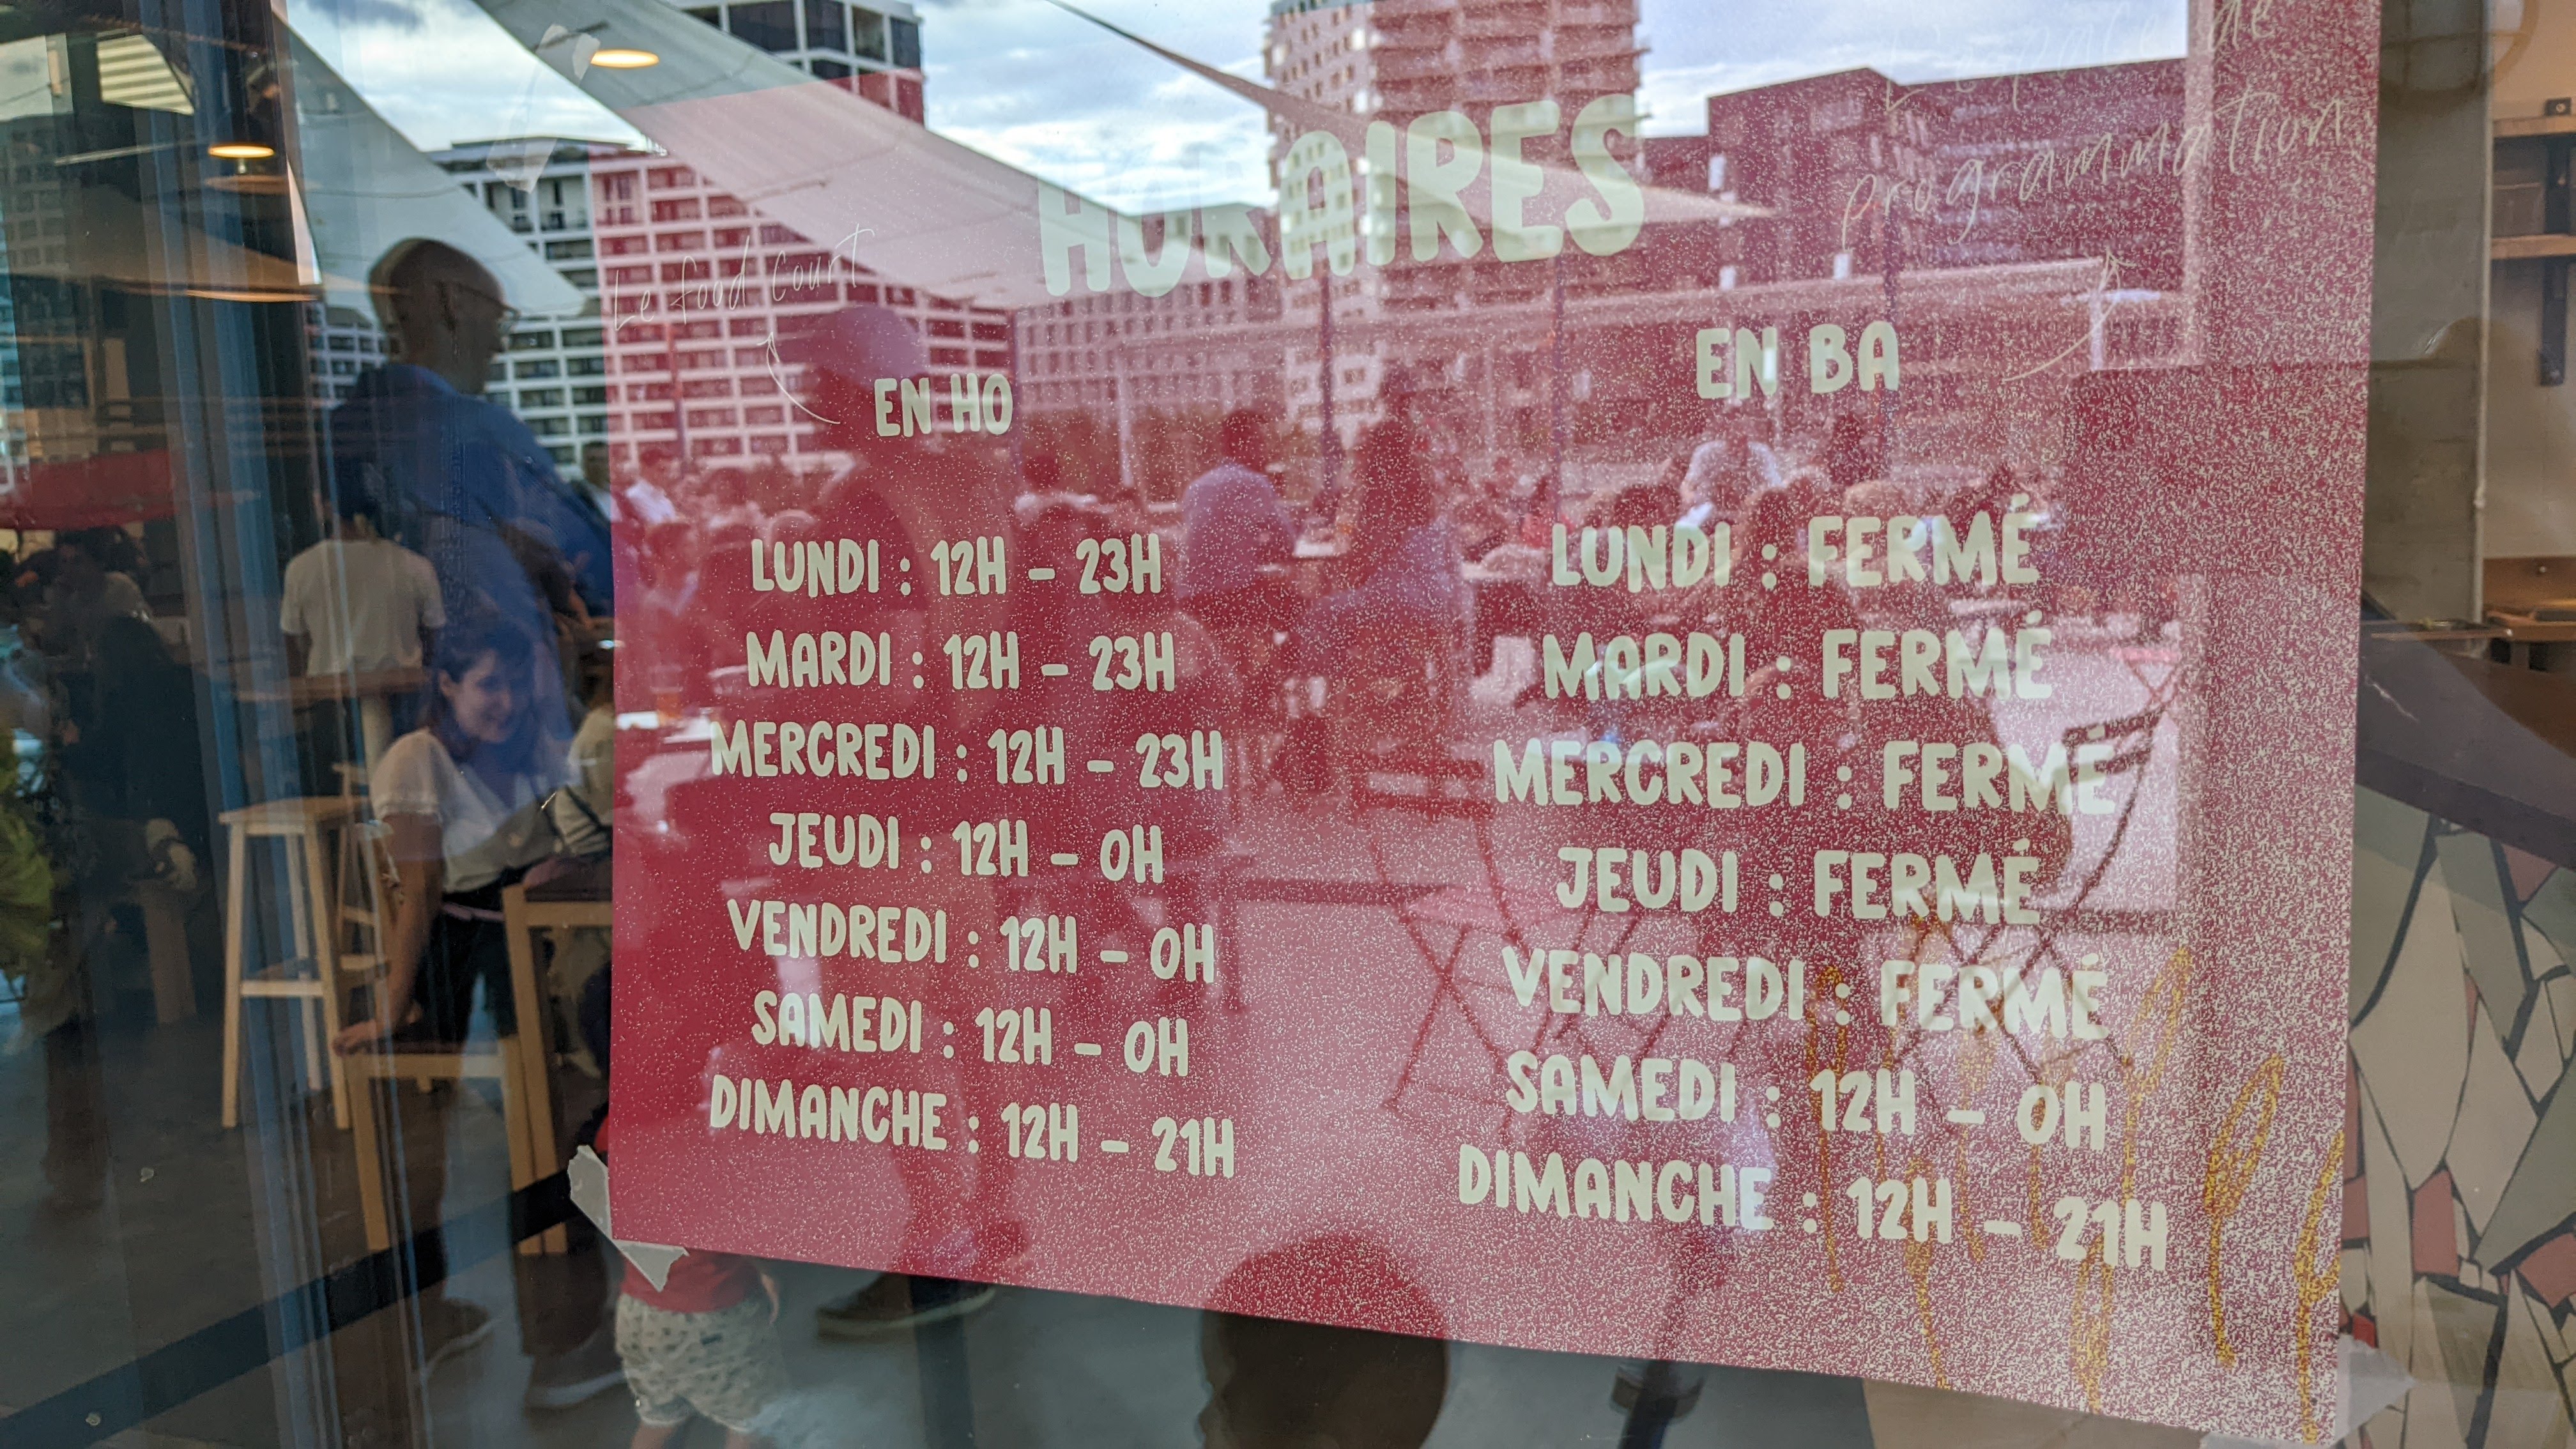 HORAIRES
Le food court
EN HO
LUNDI : 12H – 23H
MARDI : 12H – 23H
MERCREDI : 12H – 23H
JEUDI : 12H – 0H
VENDREDI : 12H – 0H
SAMEDI : 12H – 0H
DIMANCHE : 12H – 21H
L'espace de
programmation
EN BA
LUNDI : FERMÉ
MARDI : FERMÉ
MERCREDI : FERMÉ
JEUDI : FERMÉ
VENDREDI : FERMÉ
SAMEDI : 12H – 0H
DIMANCHE : 12H – 21H